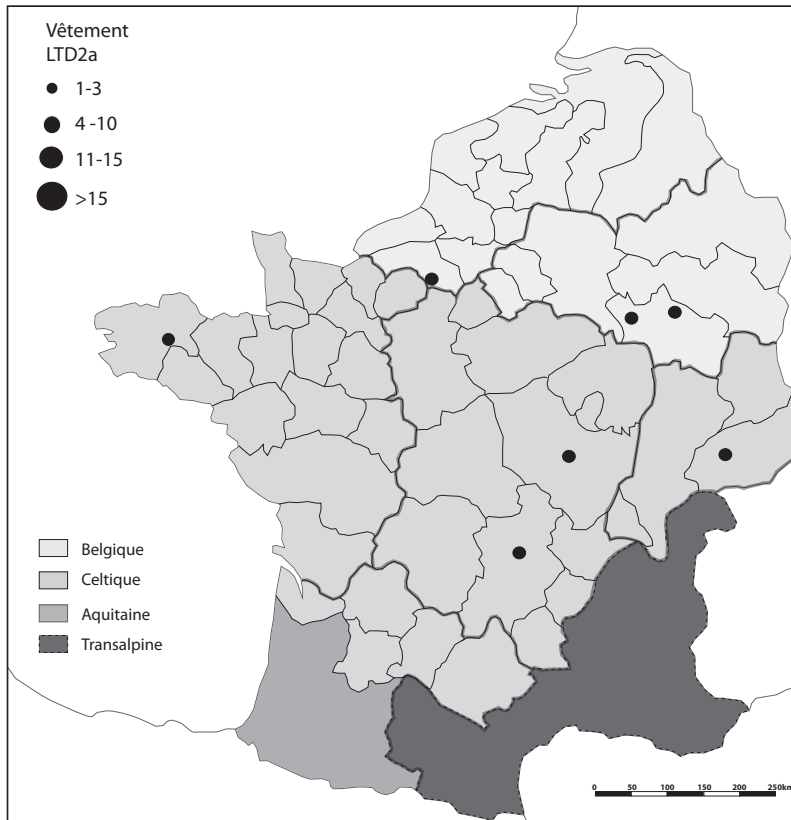 Vêtement
LTD2a
1-3
4 -10
11-15
>15
Belgique
Celtique
Aquitaine
Transalpine
0 50 100 150 200 250km